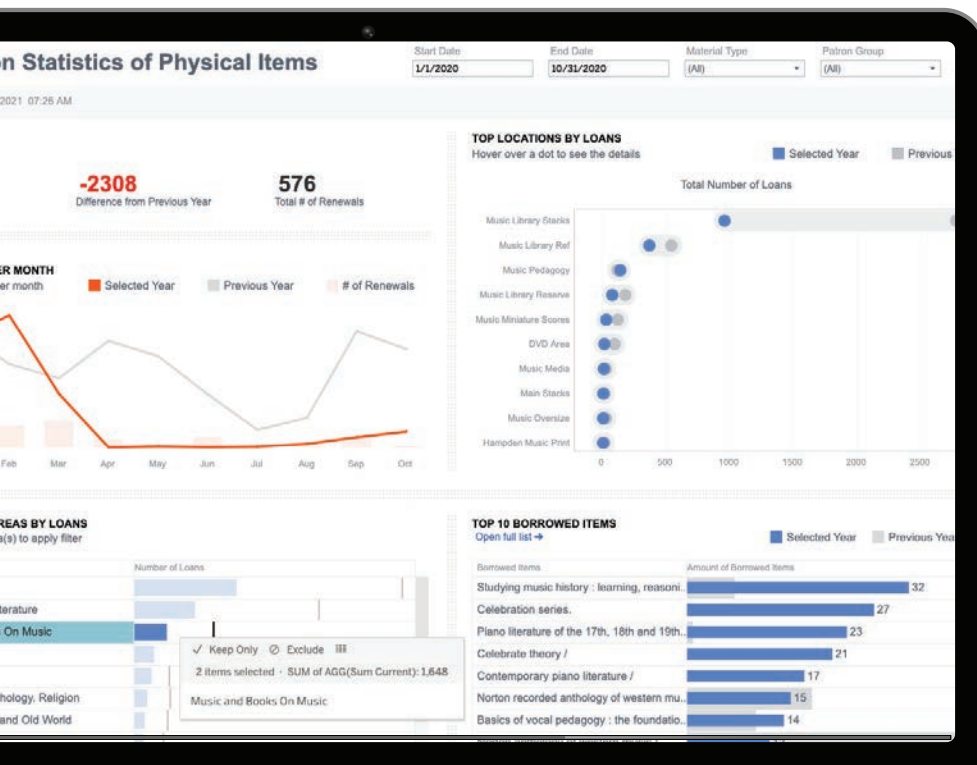 n Statistics of Physical Items
Start Date
End Date
Material Type
Patron Group
1/1/2020
10/31/2020
(All)
(All)
2021 07:26 AM
-2308
Difference from Previous Year
576
Total # of Renewals
TOP LOCATIONS BY LOANS
Hover over a dot to see the details
Selected Year
Previous
Total Number of Loans
Music Library Stacks
Music Library Ref
Music Pedagogy
Music Library Reserve
Music Miniature Scores
DVD Area
Music Media
Main Stacks
Music Oversize
Hampden Music Print
0 500 1000 1500 2000 2500
ER MONTH
er month
Selected Year
Previous Year
# of Renewals
Feb Mar Apr May Jun Jul Aug Sep Oct
REAS BY LOANS
a(s) to apply filter
Number of Loans
terature
On Music
hology, Religion
and Old World
Keep Only Exclude
2 items selected · SUM of AGG(Sum Current): 1,648
Music and Books On Music
TOP 10 BORROWED ITEMS
Open full list →
Selected Year
Previous Yea
Borrowed Items
Amount of Borrowed Items
Studying music history : learning, reasoni.. 32
Celebration series. 27
Piano literature of the 17th, 18th and 19th.. 23
Celebrate theory / 21
Contemporary piano literature / 17
Norton recorded anthology of western mu.. 15
Basics of vocal pedagogy : the foundatio.. 14